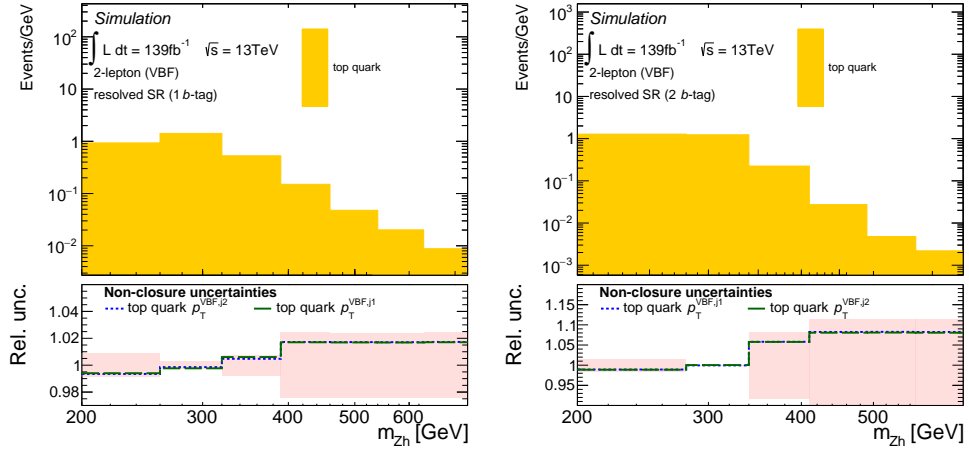 Simulation
∫ L dt = 139fb⁻¹ √s = 13TeV
2-lepton (VBF)
resolved SR (1 b-tag)
top quark
Events/GeV
10²
10
1
10⁻¹
10⁻²
Non-closure uncertainties
top quark p_T^VBF,j2
top quark p_T^VBF,j1
Rel. unc.
1.04
1.02
1.00
0.98
200
300
400
500
600
m_Zh [GeV]
Simulation
∫ L dt = 139fb⁻¹ √s = 13TeV
2-lepton (VBF)
resolved SR (2 b-tag)
top quark
Events/GeV
10³
10²
10
1
10⁻¹
10⁻²
10⁻³
Non-closure uncertainties
top quark p_T^VBF,j1
top quark p_T^VBF,j2
Rel. unc.
1.15
1.10
1.05
1.00
0.95
200
300
400
500
m_Zh [GeV]